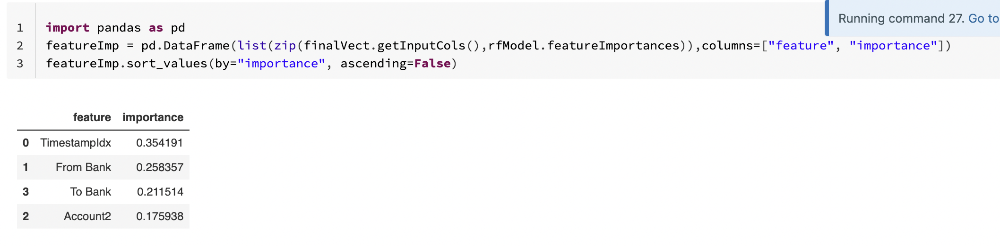 Running command 27. Go to
1 import pandas as pd
2 featureImp = pd.DataFrame(list(zip(finalVect.getInputCols(),rfModel.featureImportances)),columns=["feature", "importance"])
3 featureImp.sort_values(by="importance", ascending=False)
feature importance
0 TimestampIdx 0.354191
1 From Bank 0.258357
3 To Bank 0.211514
2 Account2 0.175938